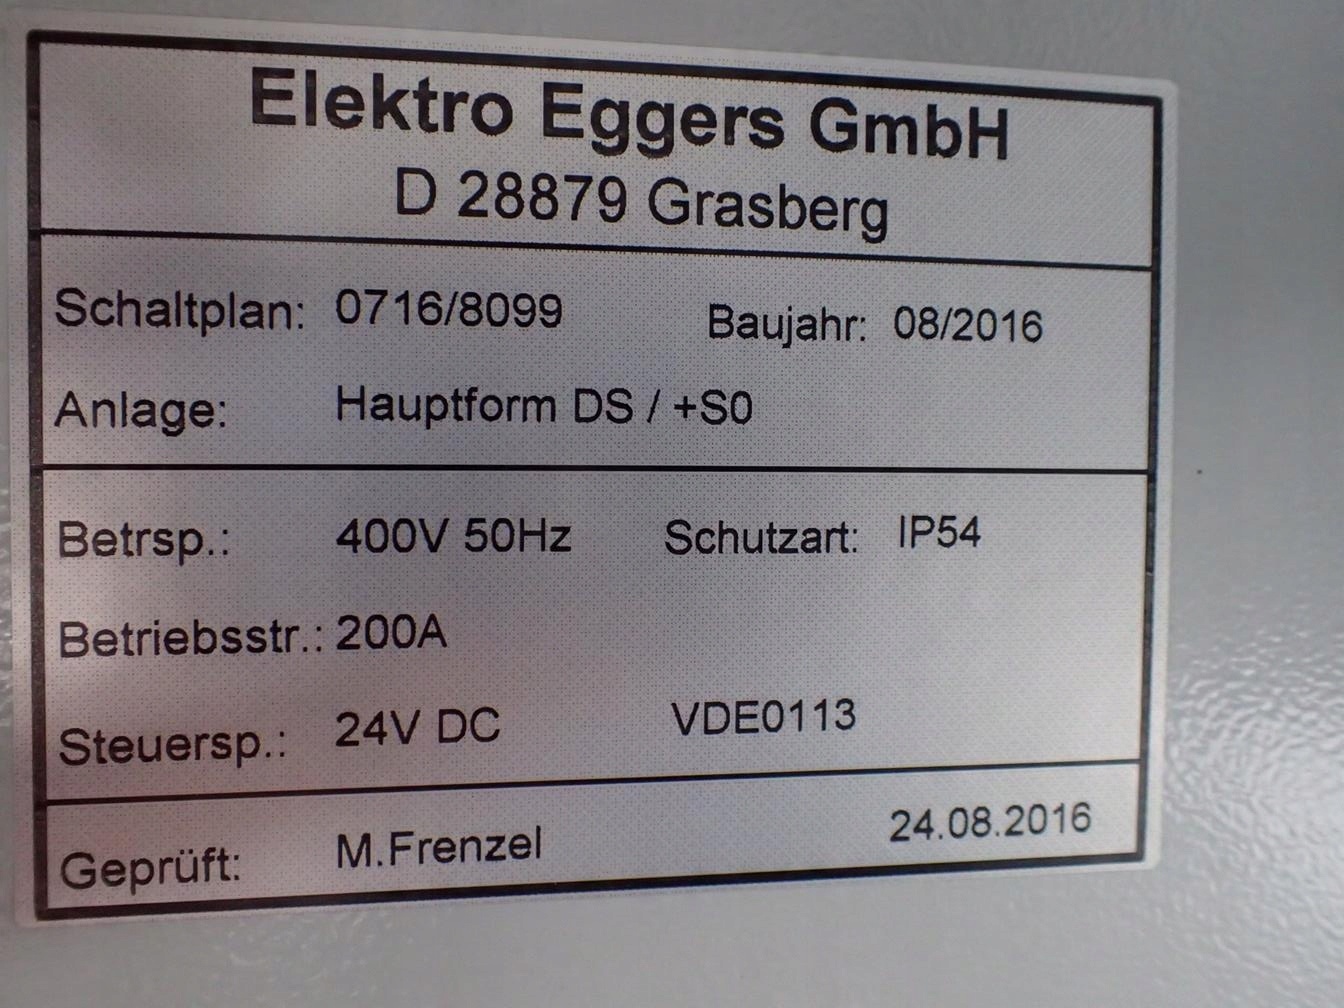 Elektro Eggers GmbH
D 28879 Grasberg
Schaltplan: 0716/8099 Baujahr: 08/2016
Anlage: Hauptform DS / +S0
Betrsp.: 400V 50Hz Schutzart: IP54
Betriebsstr.: 200A
Steuersp.: 24V DC VDE0113
Geprüft: M.Frenzel 24.08.2016